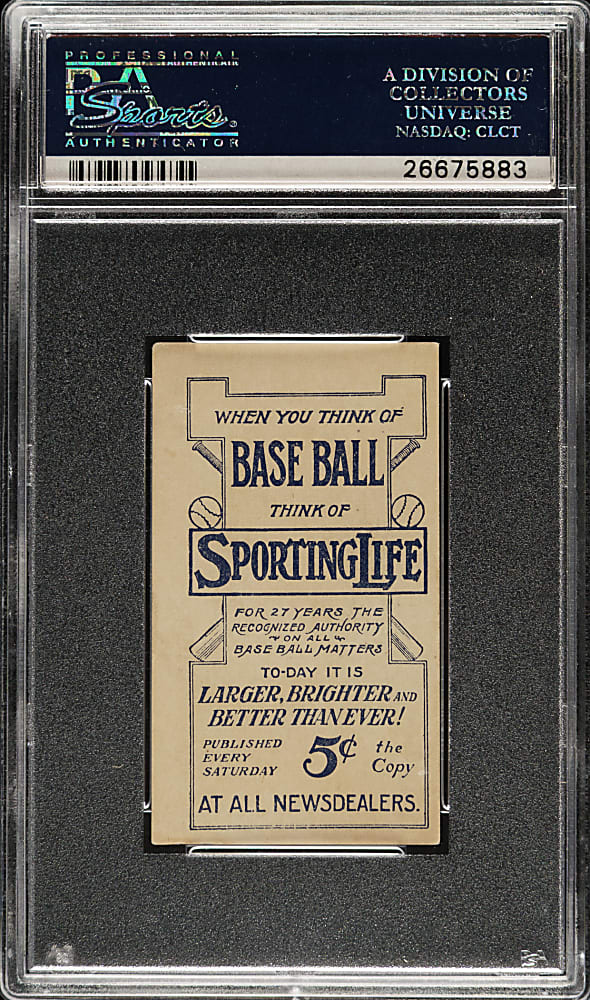 PROFESSIONAL
PSA
Sports
AUTHENTICATOR
A DIVISION OF
COLLECTORS
UNIVERSE
NASDAQ: CLCT
26675883
WHEN YOU THINK OF
BASE BALL
THINK OF
SPORTING LIFE
FOR 27 YEARS THE
RECOGNIZED AUTHORITY
~ ON ALL ~
BASE BALL MATTERS
TO-DAY IT IS
LARGER, BRIGHTER AND
BETTER THAN EVER!
PUBLISHED
EVERY
SATURDAY
5¢
the
Copy
AT ALL NEWSDEALERS.